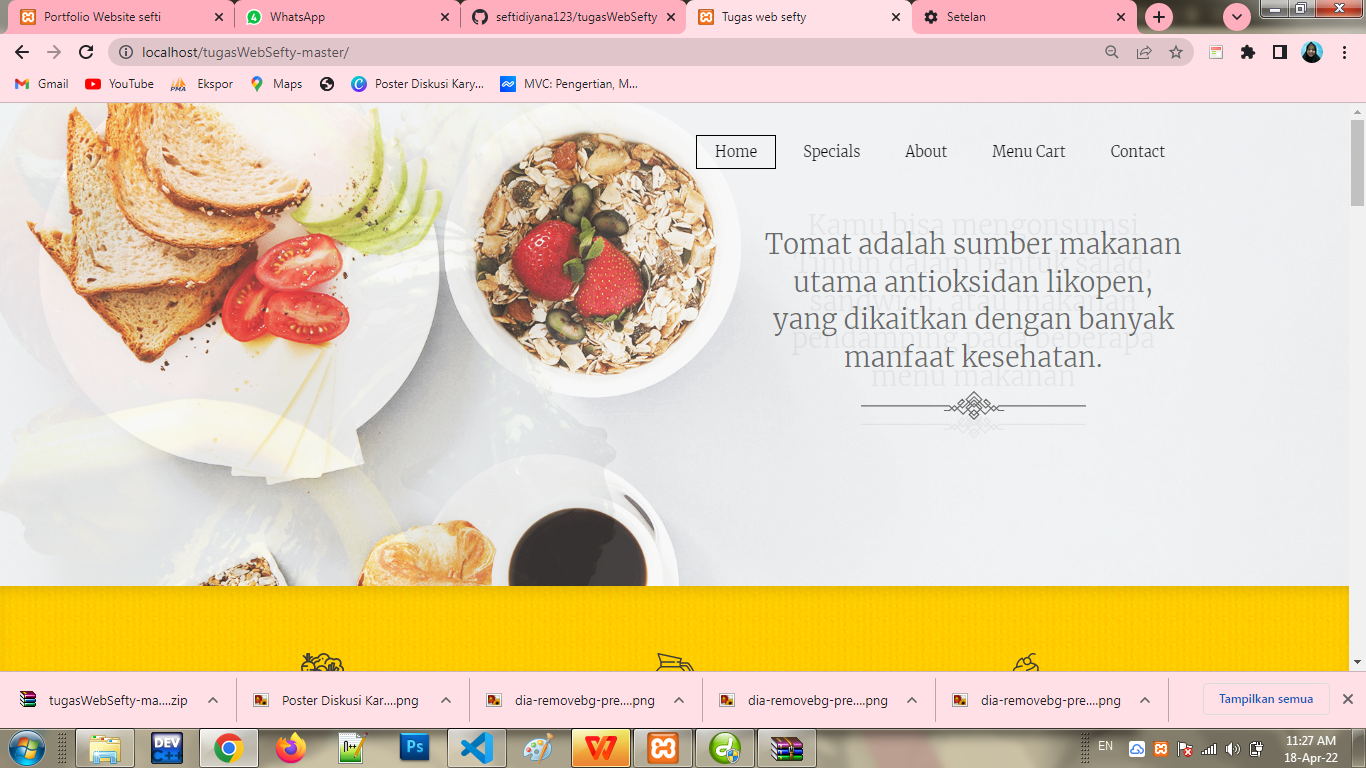 Portfolio Website sefti
WhatsApp
seftidiyana123/tugasWebSefty
Tugas web sefty
Setelan
localhost/tugasWebSefty-master/
Gmail
YouTube
Ekspor
Maps
Poster Diskusi Kary...
MVC: Pengertian, M...
Home
Specials
About
Menu Cart
Contact
Kamu bisa mengonsumsi
Timun dalam bentuk salad,
sandwich, atau makanan
pendamping pada beberapa
menu makanan
Tomat adalah sumber makanan
utama antioksidan likopen,
yang dikaitkan dengan banyak
manfaat kesehatan.
tugasWebSefty-ma....zip
Poster Diskusi Kar....png
dia-removebg-pre....png
dia-removebg-pre....png
dia-removebg-pre....png
Tampilkan semua
DEV
C++
Ps
EN
11:27 AM
18-Apr-22